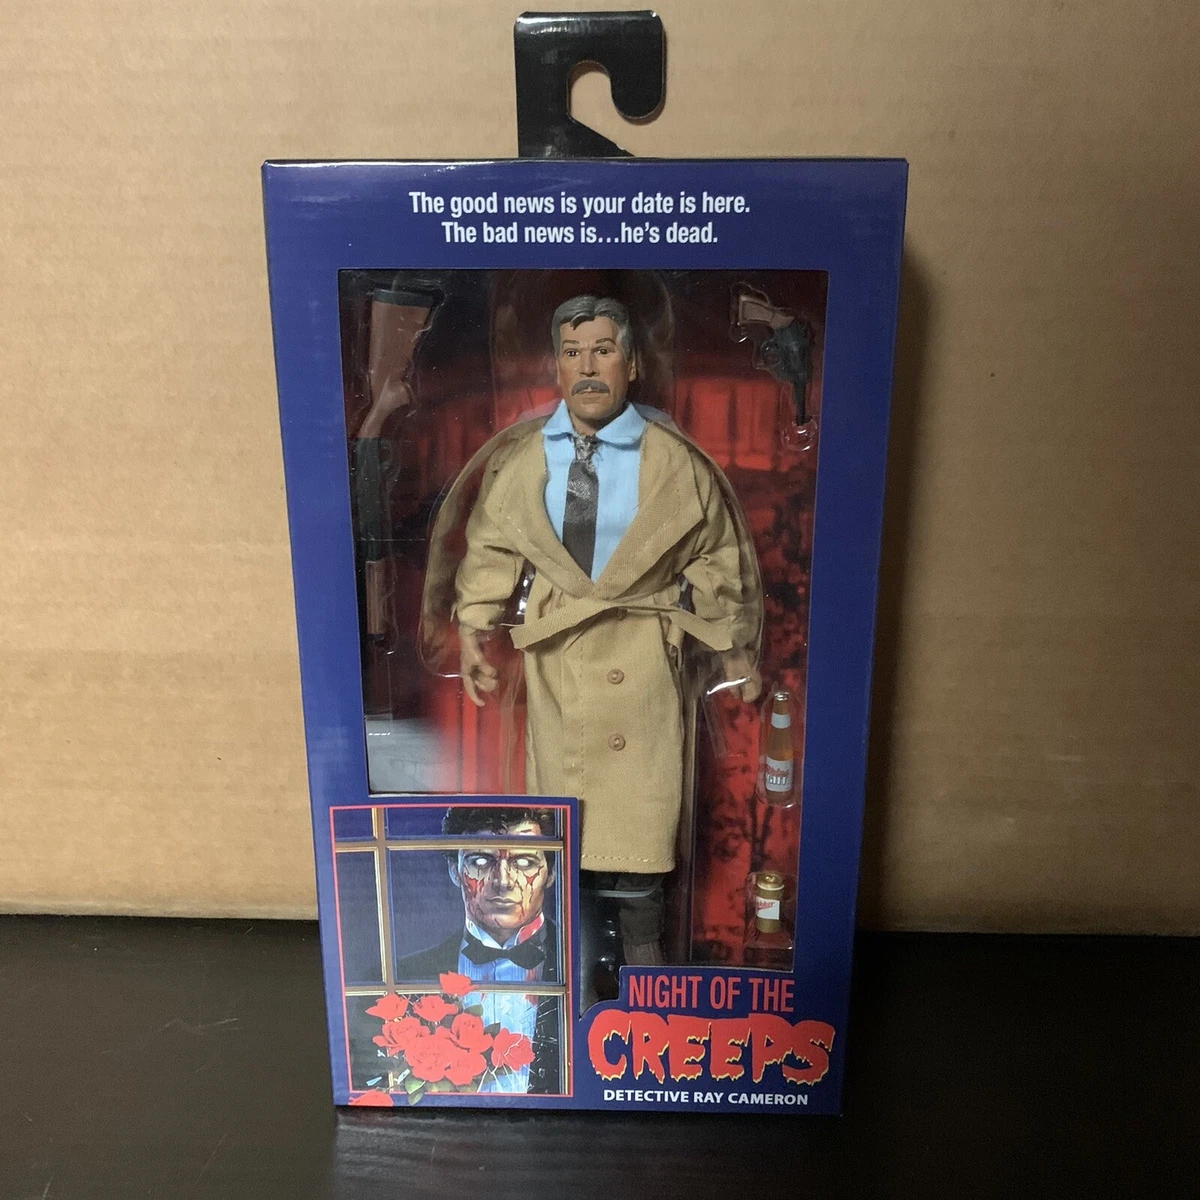 The good news is your date is here.
The bad news is...he's dead.
NIGHT OF THE
CREEPS
DETECTIVE RAY CAMERON